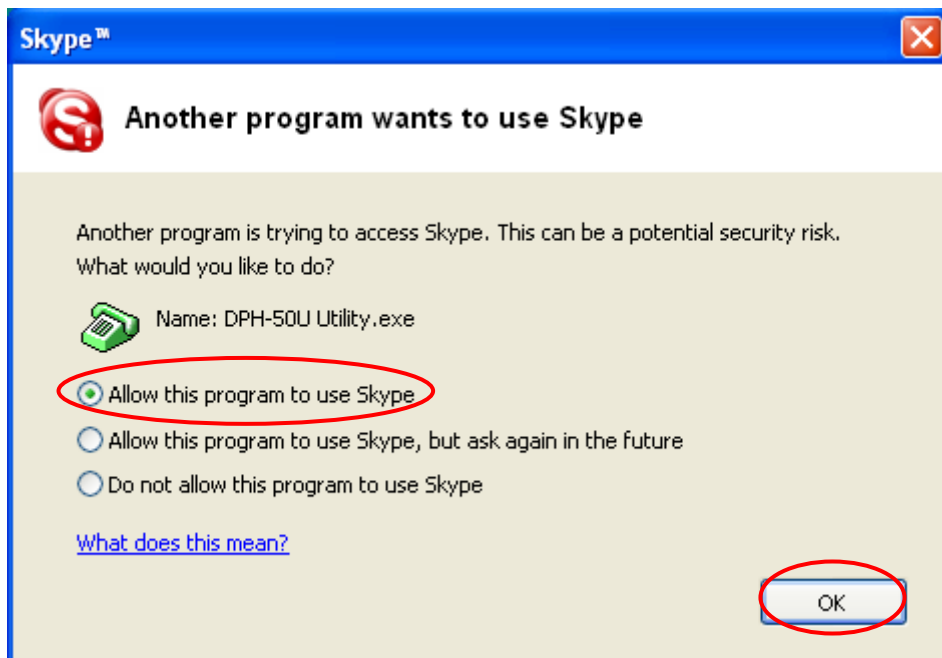 Skype™
Another program wants to use Skype
Another program is trying to access Skype. This can be a potential security risk.
What would you like to do?
Name: DPH-50U Utility.exe
Allow this program to use Skype
Allow this program to use Skype, but ask again in the future
Do not allow this program to use Skype
What does this mean?
OK